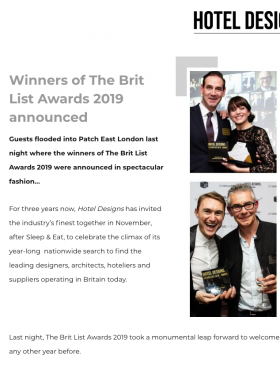 HOTEL DESI
Winners of The Brit
List Awards 2019
announced
Guests flooded into Patch East London last
night where the winners of The Brit List
Awards 2019 were announced in spectacular
fashion...
For three years now, Hotel Designs has invited
the industry's finest together in November,
after Sleep & Eat, to celebrate the climax of its
year-long nationwide search to find the
leading designers, architects, hoteliers and
suppliers operating in Britain today.
HOTEL DESIGNS
Last night, The Brit List Awards 2019 took a monumental leap forward to welcome
any other year before.